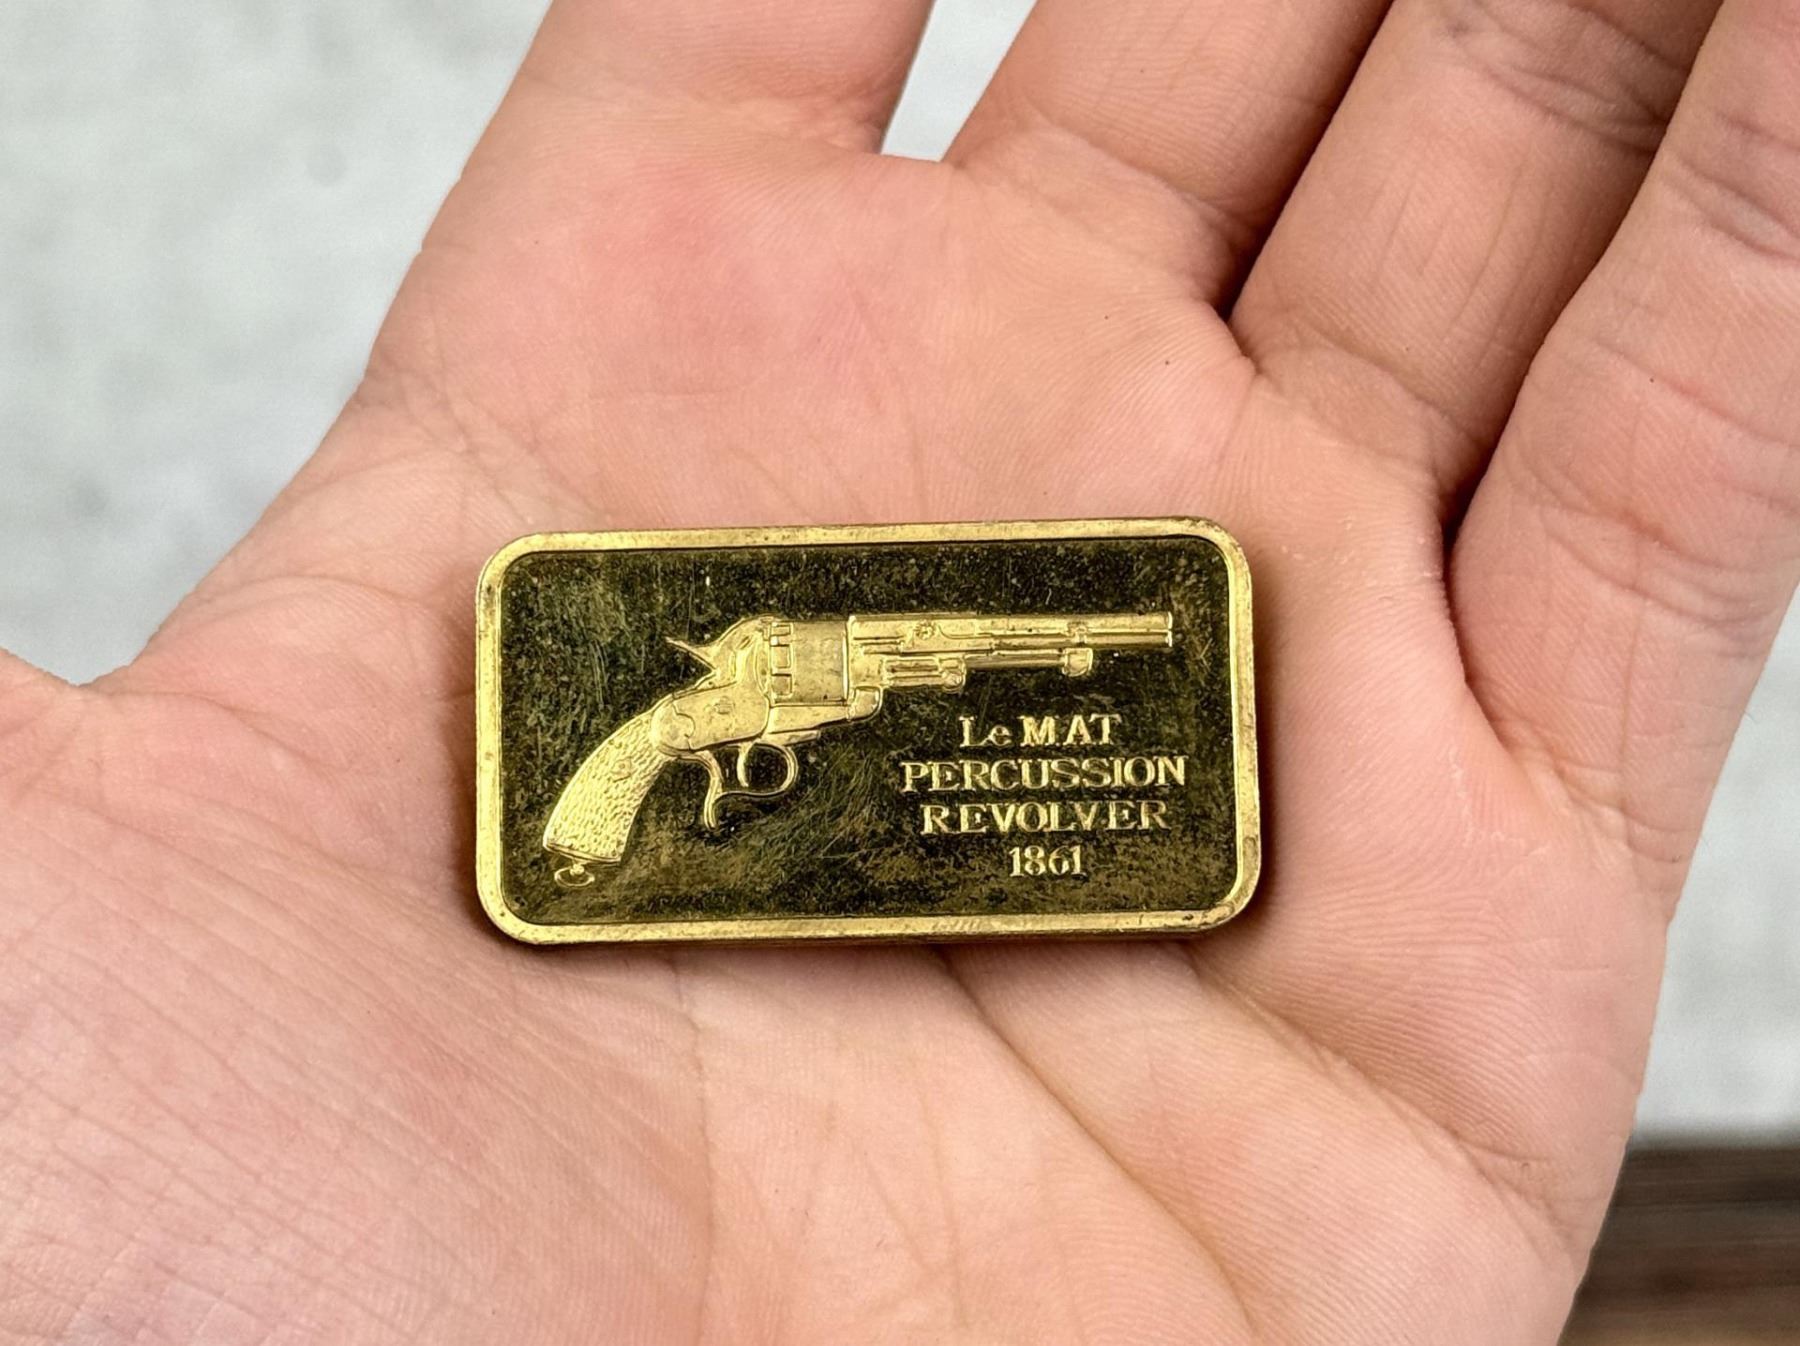 Le MAT
PERCUSSION
REVOLVER
1861